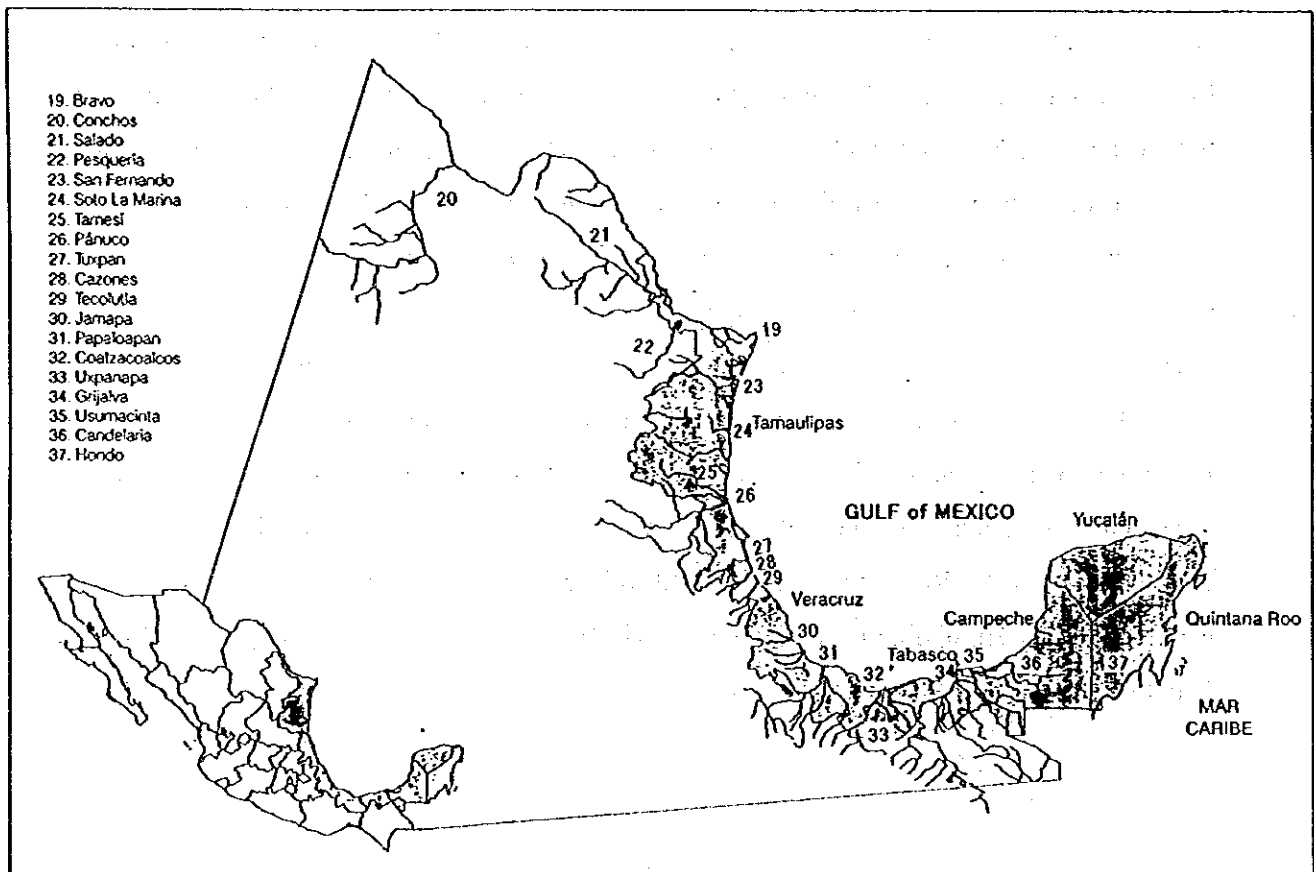 19. Bravo
20. Conchos
21. Salado
22. Pesquería
23. San Fernando
24. Soto La Marina
25. Tamesí
26. Pánuco
27. Tuxpan
28. Cazones
29. Tecolutla
30. Jamapa
31. Papaloapan
32. Coatzacoalcos
33. Uxpanapa
34. Grijalva
35. Usumacinta
36. Candelaria
37. Hondo
20
21
19
22
23
24 Tamaulipas
25
26
GULF of MEXICO
Yucatán
27
28
29
Veracruz
Campeche
Quintana Roo
30
31
32
Tabasco 35
34
36
37
33
MAR
CARIBE